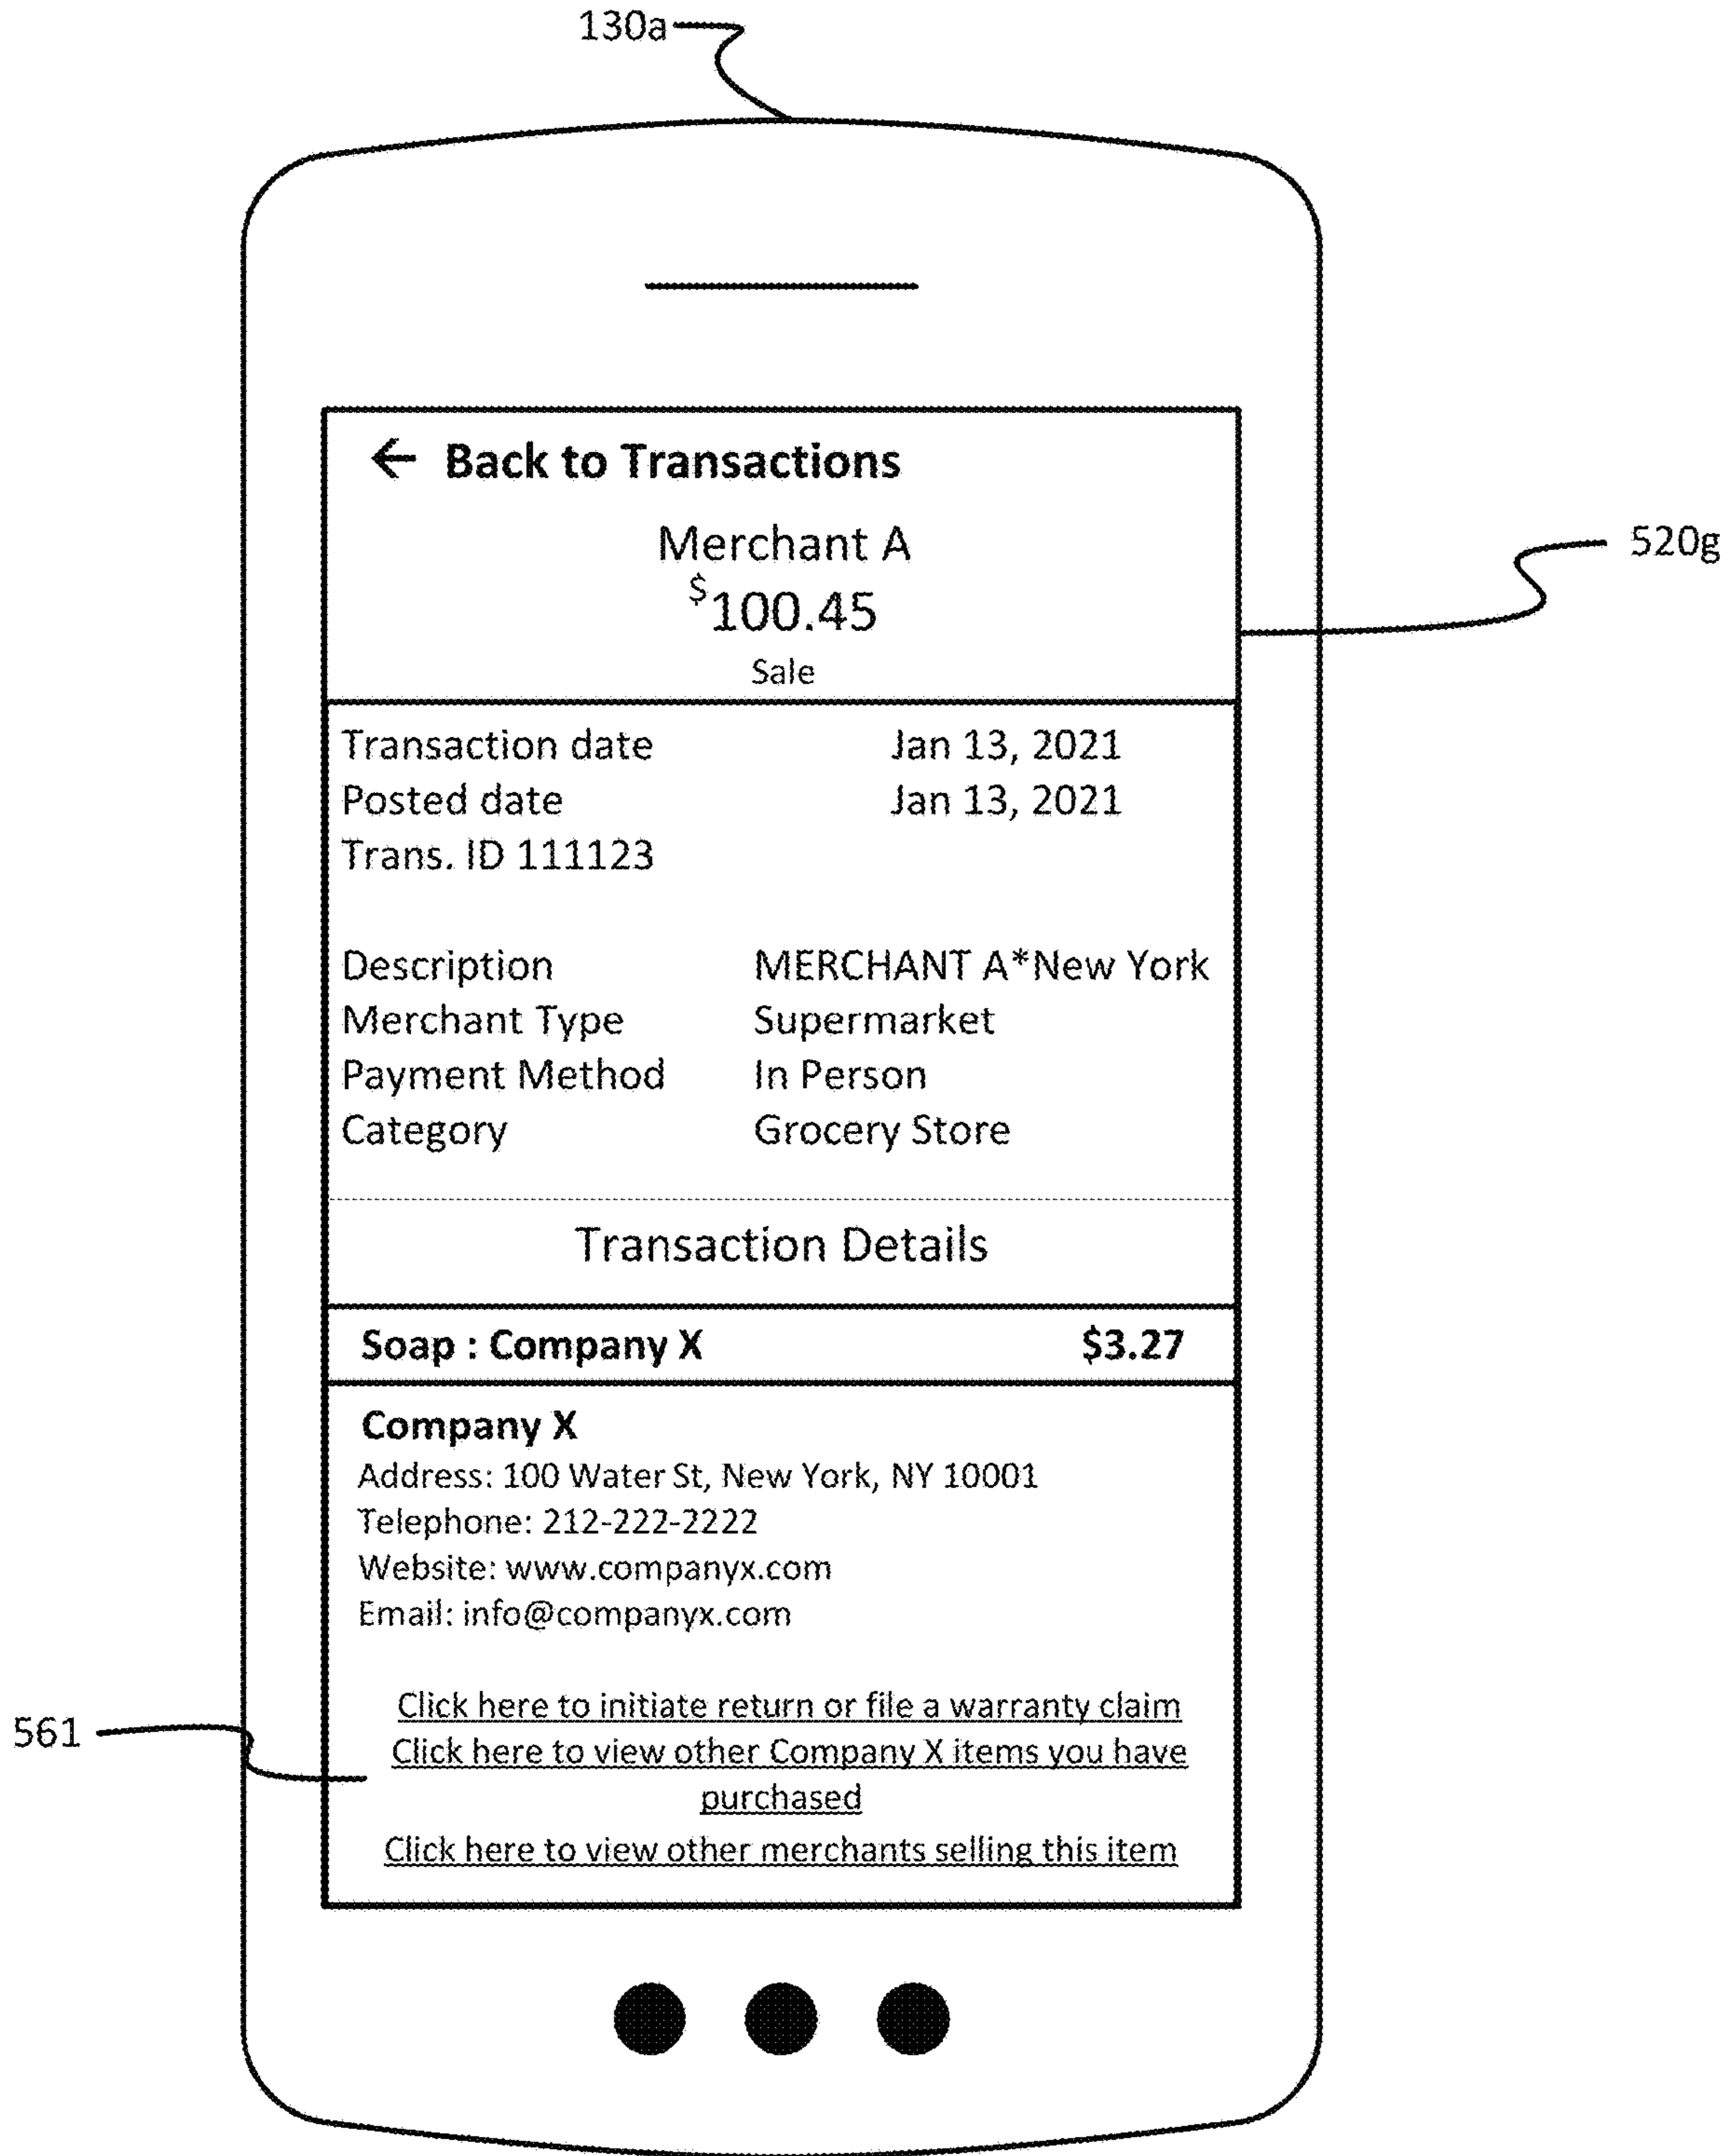 130a
← Back to Transactions
Merchant A
$100.45
520g
Sale
Transaction date Jan 13, 2021
Posted date Jan 13, 2021
Trans. ID 111123
Description MERCHANT A*New York
Merchant Type Supermarket
Payment Method In Person
Category Grocery Store
Transaction Details
Soap : Company X $3.27
Company X
Address: 100 Water St, New York, NY 10001
Telephone: 212-222-2222
Website: www.companyx.com
Email: info@companyx.com
Click here to initiate return or file a warranty claim
561
Click here to view other Company X items you have
purchased
Click here to view other merchants selling this item